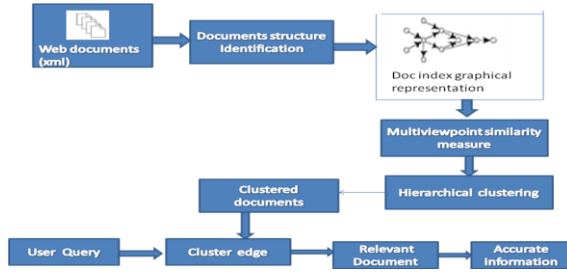 Web documents
(xml)
Documents structure
Identification
Doc index graphical
representation
Multiviewpoint similarity
measure
Hierarchical clustering
Clustered
documents
User Query
Cluster edge
Relevant
Document
Accurate
information